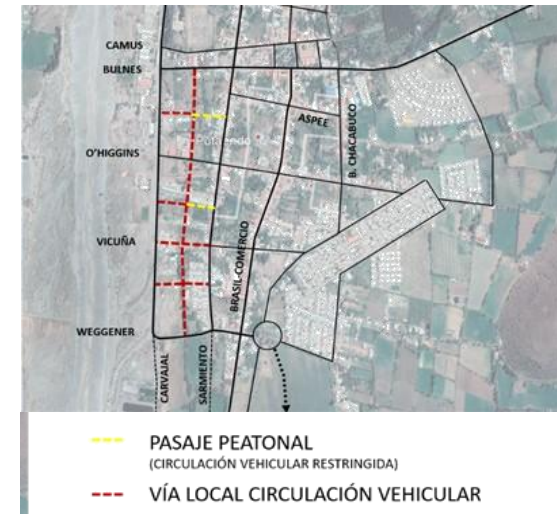 CAMUS
BULNES
ASPEE
Putaendo
B. CHACABUCO
O'HIGGINS
VICUÑA
BRASIL-COMERCIO
WEGGENER
CARVAJAL
SARMIENTO
PASAJE PEATONAL
(CIRCULACIÓN VEHICULAR RESTRINGIDA)
VÍA LOCAL CIRCULACIÓN VEHICULAR